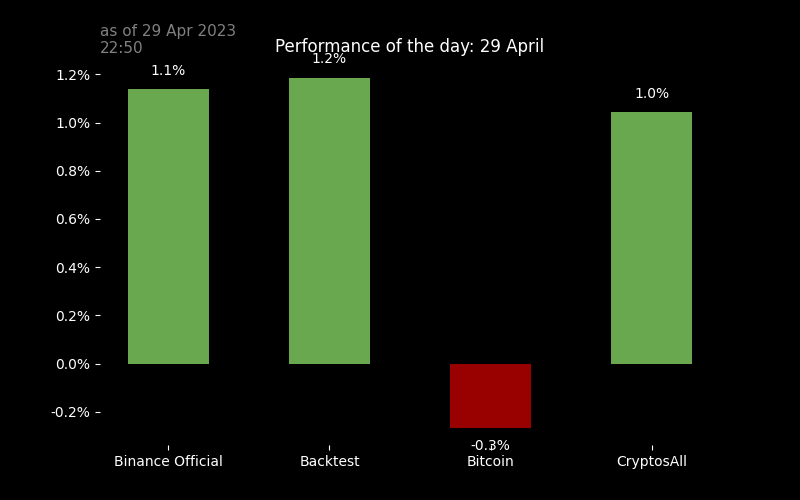 as of 29 Apr 2023
22:50
Performance of the day: 29 April
1.2%
1.0%
0.8%
0.6%
0.4%
0.2%
0.0%
-0.2%
1.1%
1.2%
-0.3%
1.0%
Binance Official
Backtest
Bitcoin
CryptosAll